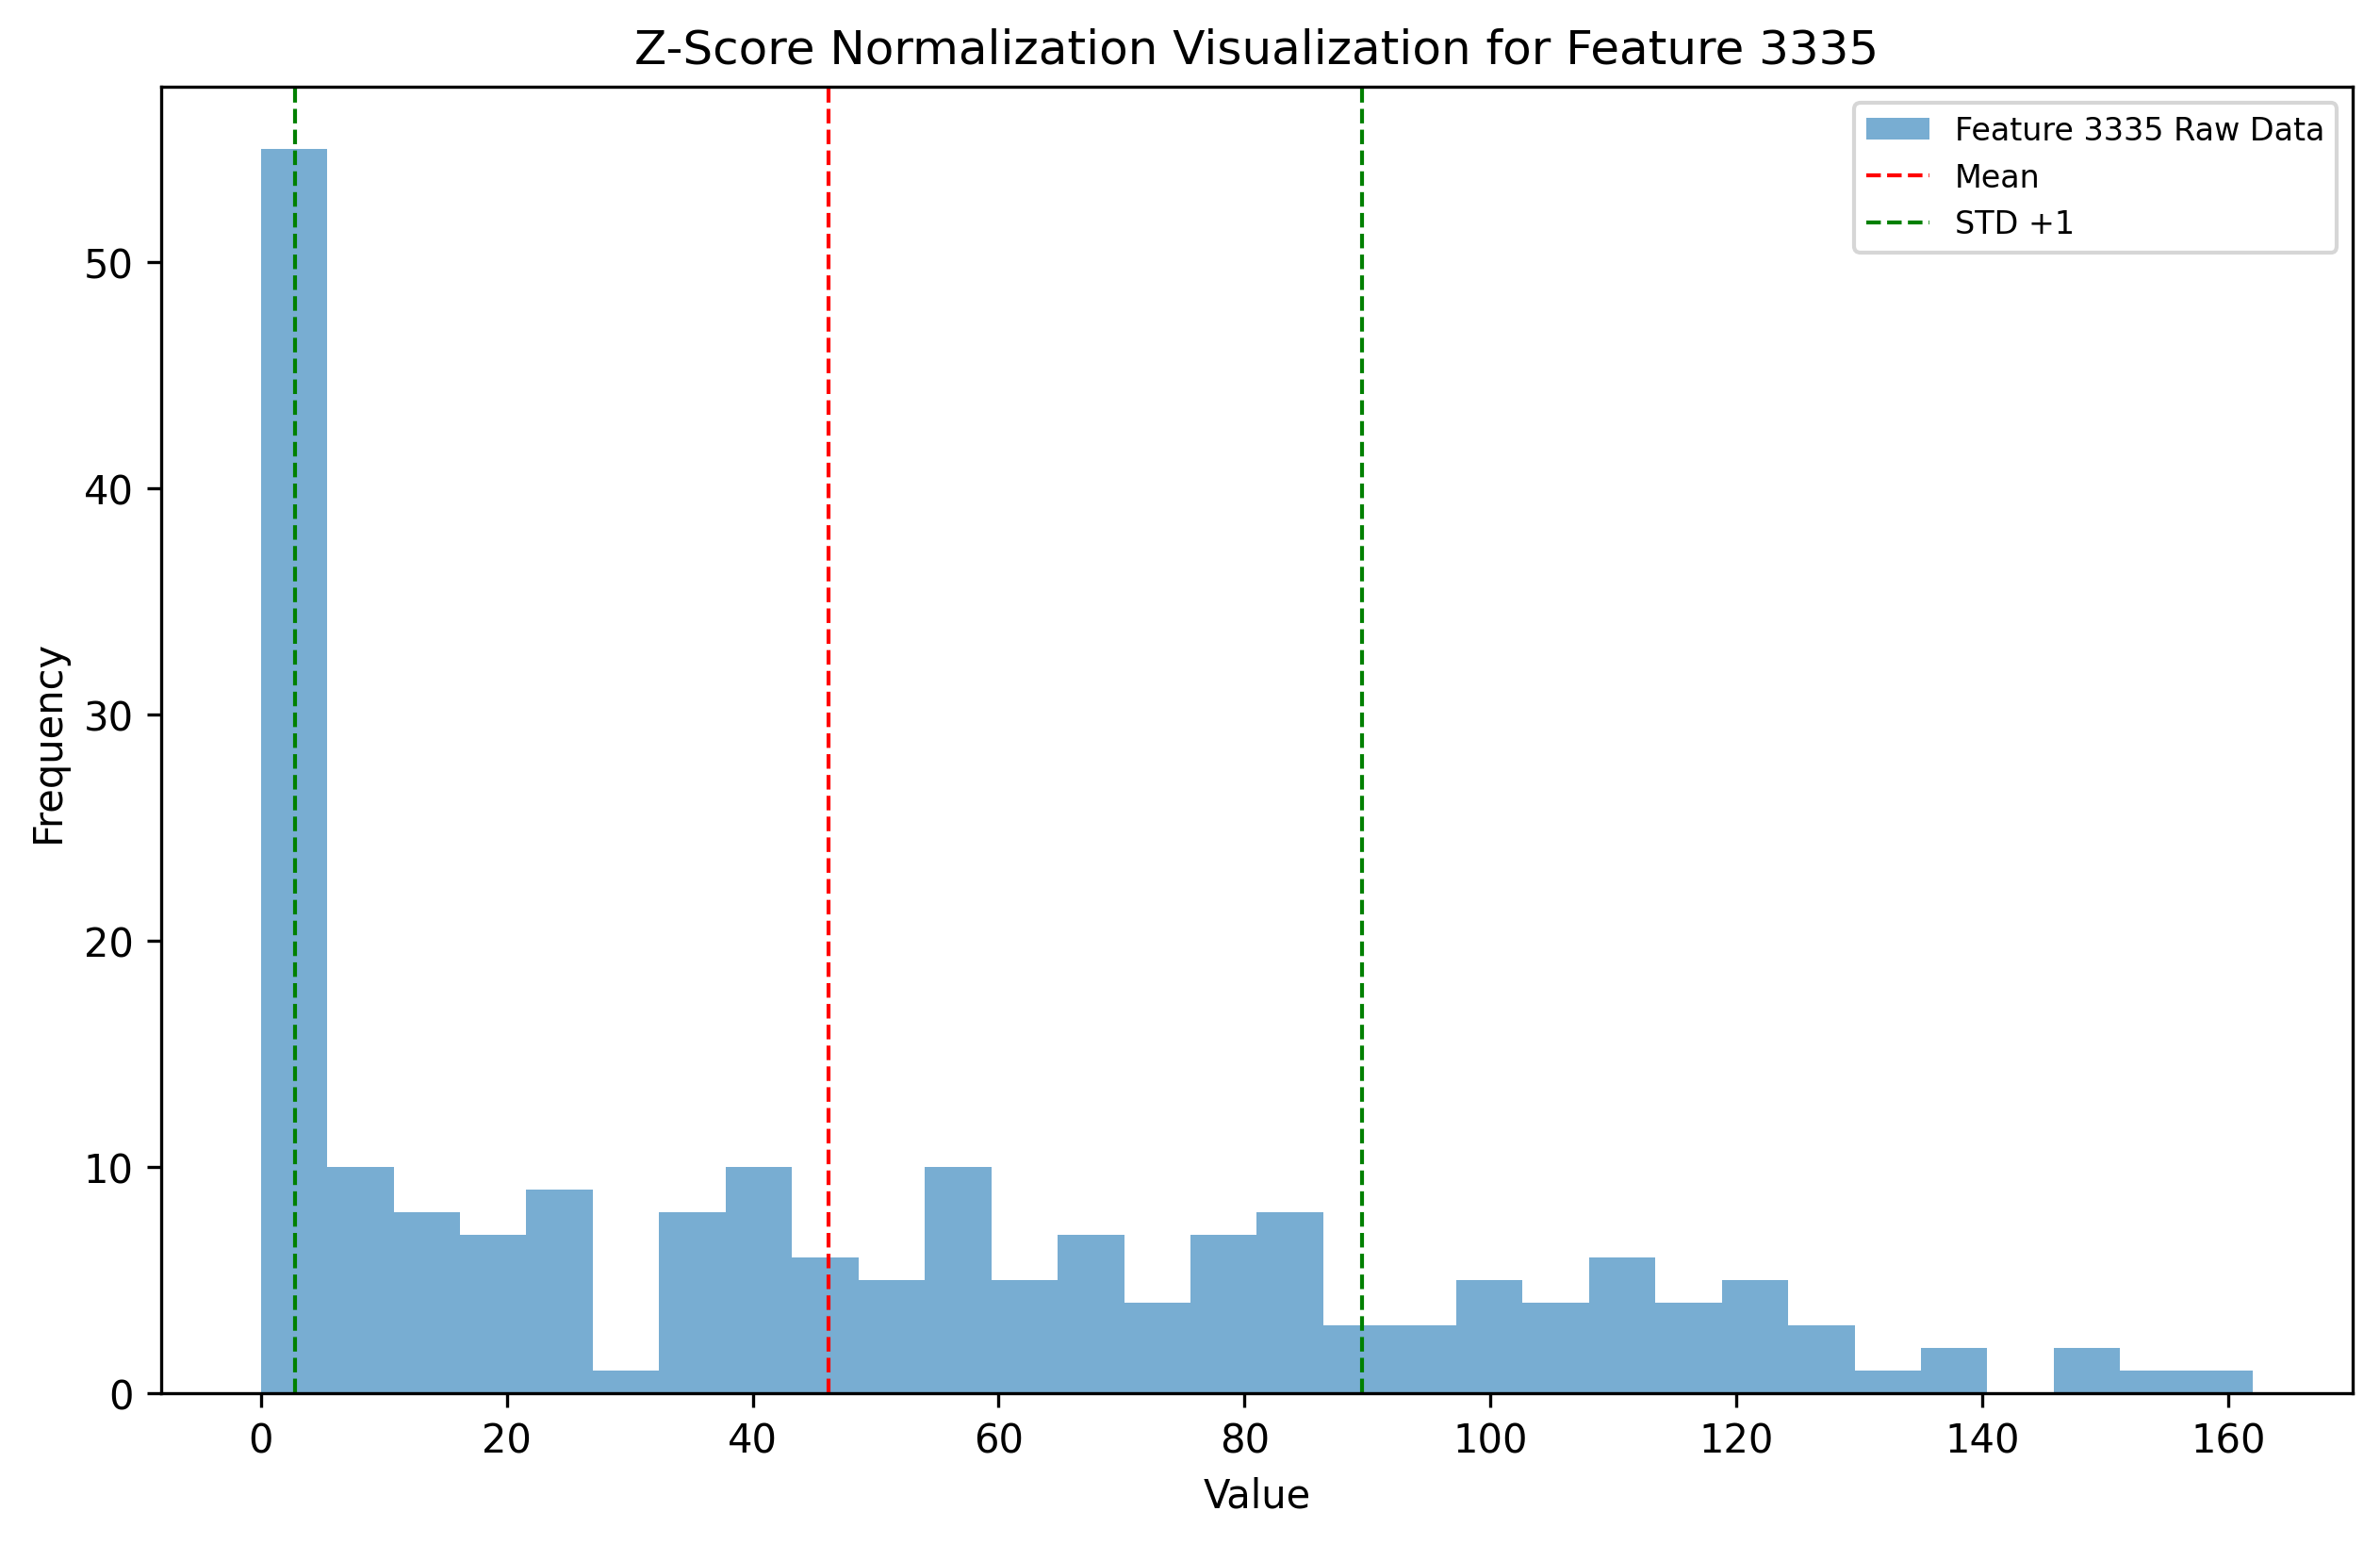 Z-Score Normalization Visualization for Feature 3335
Feature 3335 Raw Data
Mean
STD +1
Frequency
50
40
30
20
10
0
0 20 40 60 80 100 120 140 160
Value